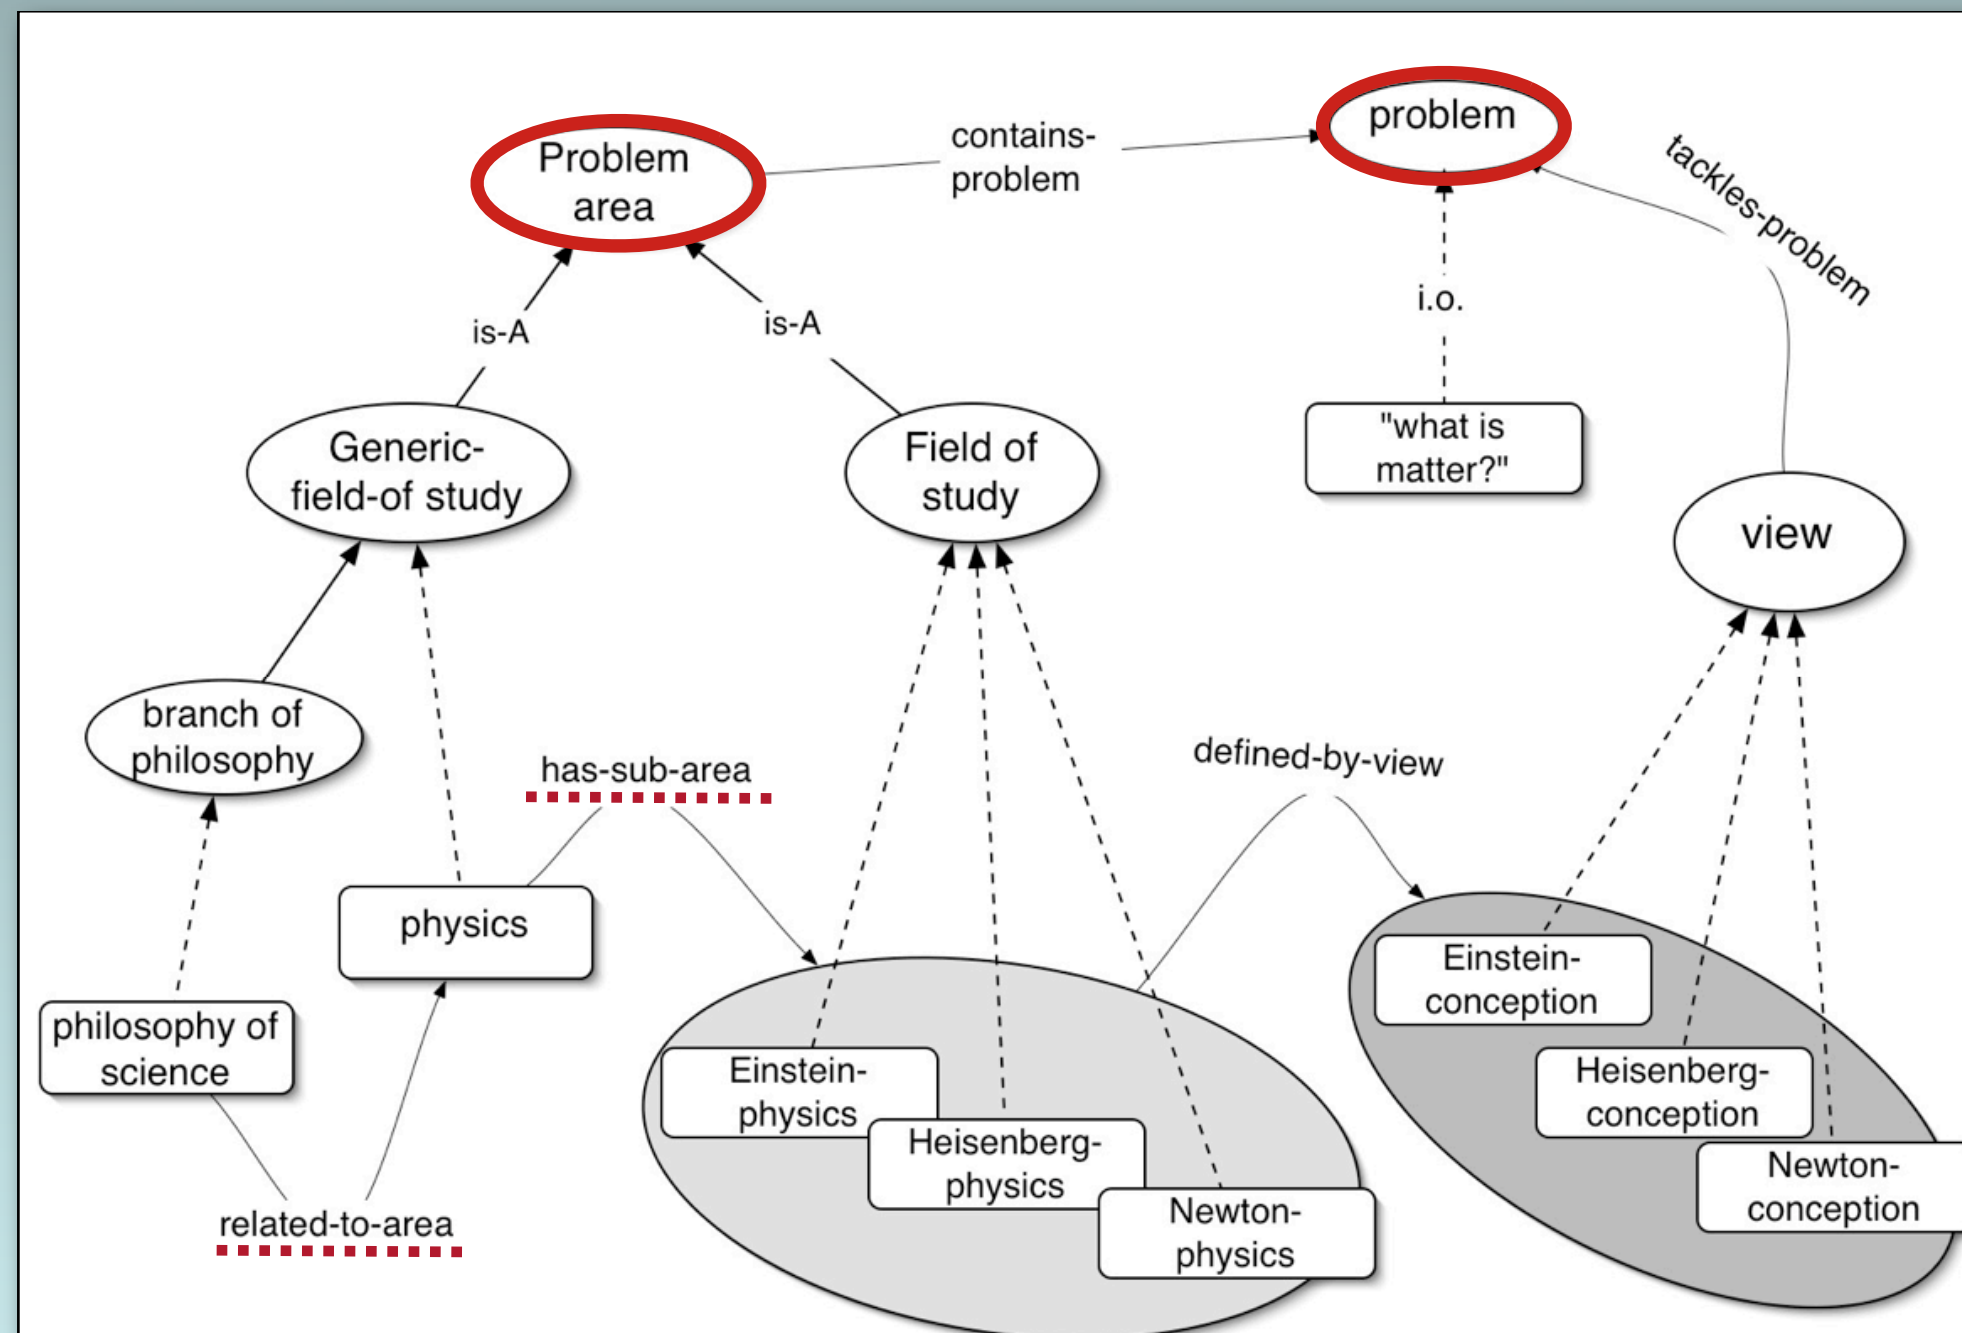 problem
contains-
problem
Problem
area
tackles-problem
i.o.
is-A
is-A
"what is
matter?"
Generic-
field-of study
Field of
study
view
branch of
philosophy
has-sub-area
defined-by-view
physics
Einstein-
conception
philosophy of
science
Einstein-
physics
Heisenberg-
conception
Heisenberg-
physics
Newton-
conception
Newton-
physics
related-to-area